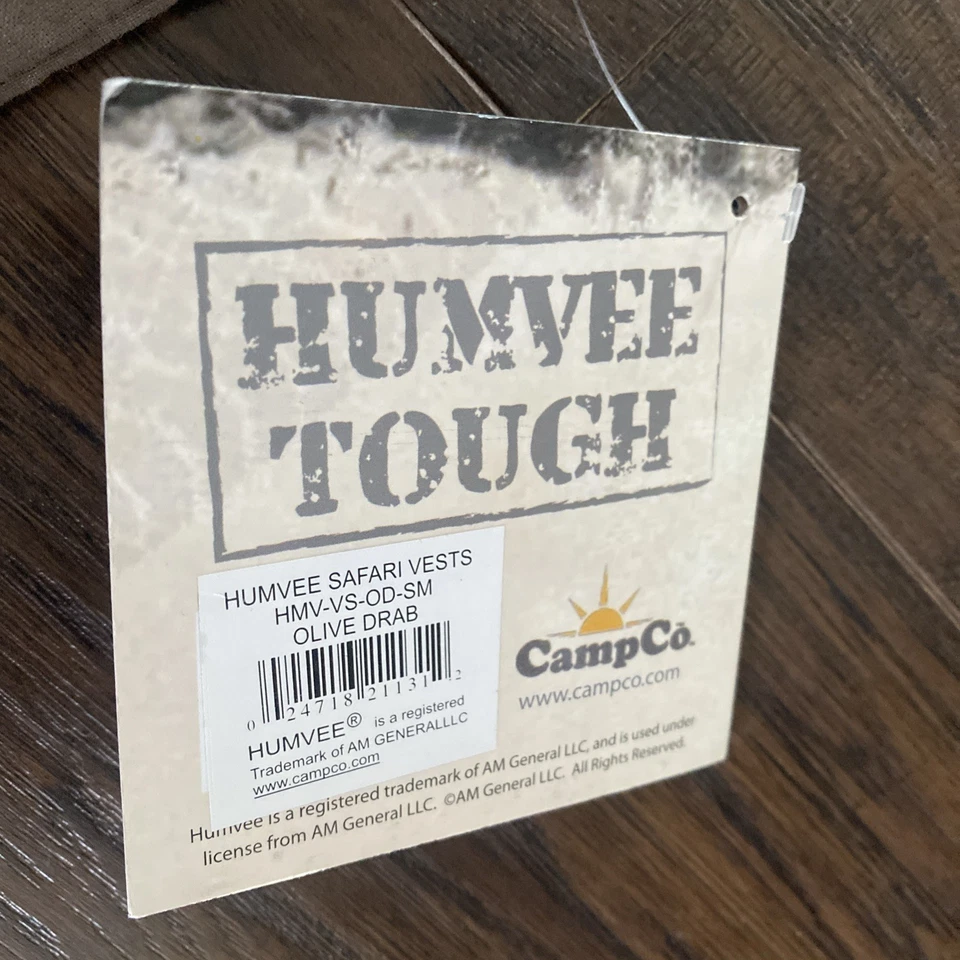 HUMVEE
TOUGH
HUMVEE SAFARI VESTS
HMV-VS-OD-SM
OLIVE DRAB
0 24718 21131 2
HUMVEE® is a registered
Trademark of AM GENERALLLC
www.campco.com
CampCo.
www.campco.com
Humvee is a registered trademark of AM General LLC, and is used under
license from AM General LLC. ©AM General LLC. All Rights Reserved.